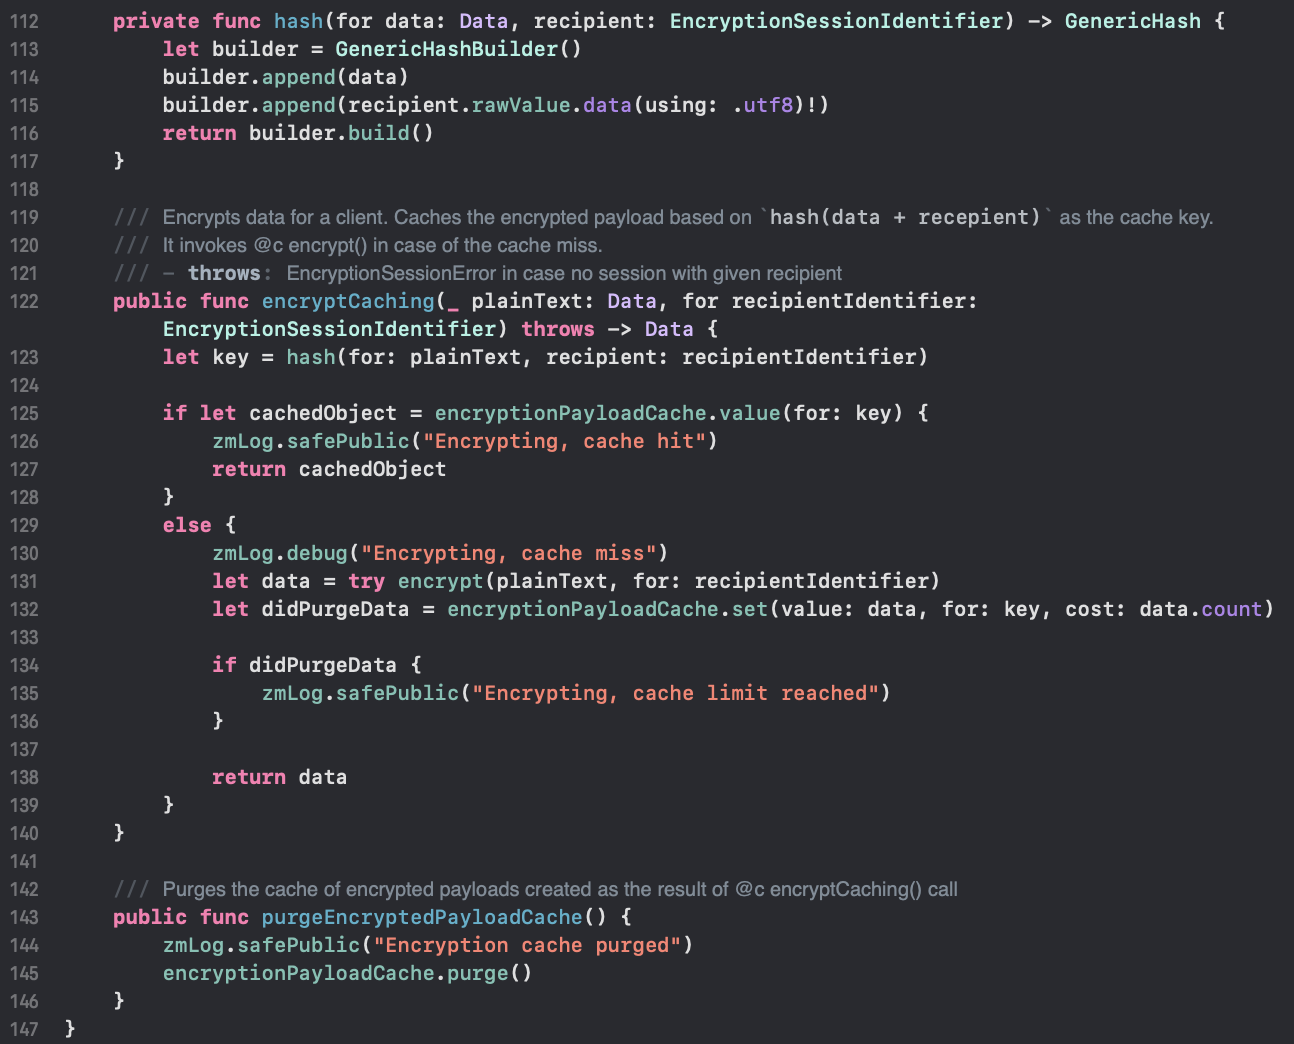 112     private func hash(for data: Data, recipient: EncryptionSessionIdentifier) -> GenericHash {
113         let builder = GenericHashBuilder()
114         builder.append(data)
115         builder.append(recipient.rawValue.data(using: .utf8)!)
116         return builder.build()
117     }
118
119     /// Encrypts data for a client. Caches the encrypted payload based on `hash(data + recepient)` as the cache key.
120     /// It invokes @c encrypt() in case of the cache miss.
121     /// - throws: EncryptionSessionError in case no session with given recipient
122     public func encryptCaching(_ plainText: Data, for recipientIdentifier:
            EncryptionSessionIdentifier) throws -> Data {
123         let key = hash(for: plainText, recipient: recipientIdentifier)
124
125         if let cachedObject = encryptionPayloadCache.value(for: key) {
126             zmLog.safePublic("Encrypting, cache hit")
127             return cachedObject
128         }
129         else {
130             zmLog.debug("Encrypting, cache miss")
131             let data = try encrypt(plainText, for: recipientIdentifier)
132             let didPurgeData = encryptionPayloadCache.set(value: data, for: key, cost: data.count)
133
134             if didPurgeData {
135                 zmLog.safePublic("Encrypting, cache limit reached")
136             }
137
138             return data
139         }
140     }
141
142     /// Purges the cache of encrypted payloads created as the result of @c encryptCaching() call
143     public func purgeEncryptedPayloadCache() {
144         zmLog.safePublic("Encryption cache purged")
145         encryptionPayloadCache.purge()
146     }
147 }